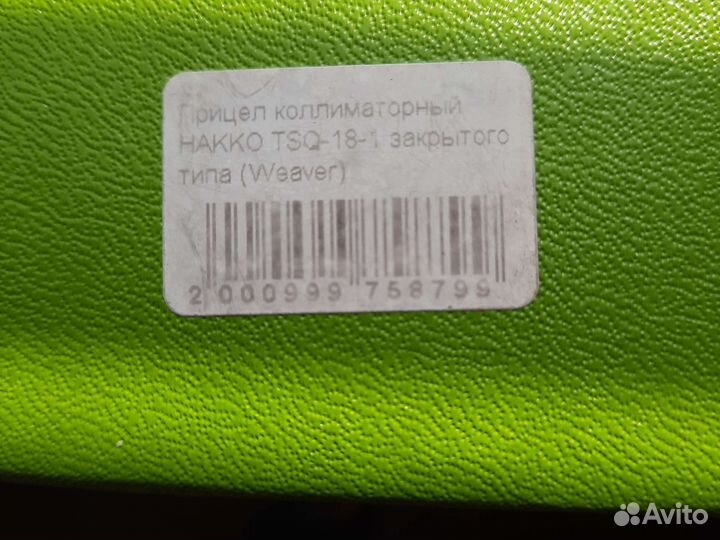 Прицел коллиматорный
HAKKO TSQ-18-1 закрытого
типа (Weaver)
2 000999 758799
Avito